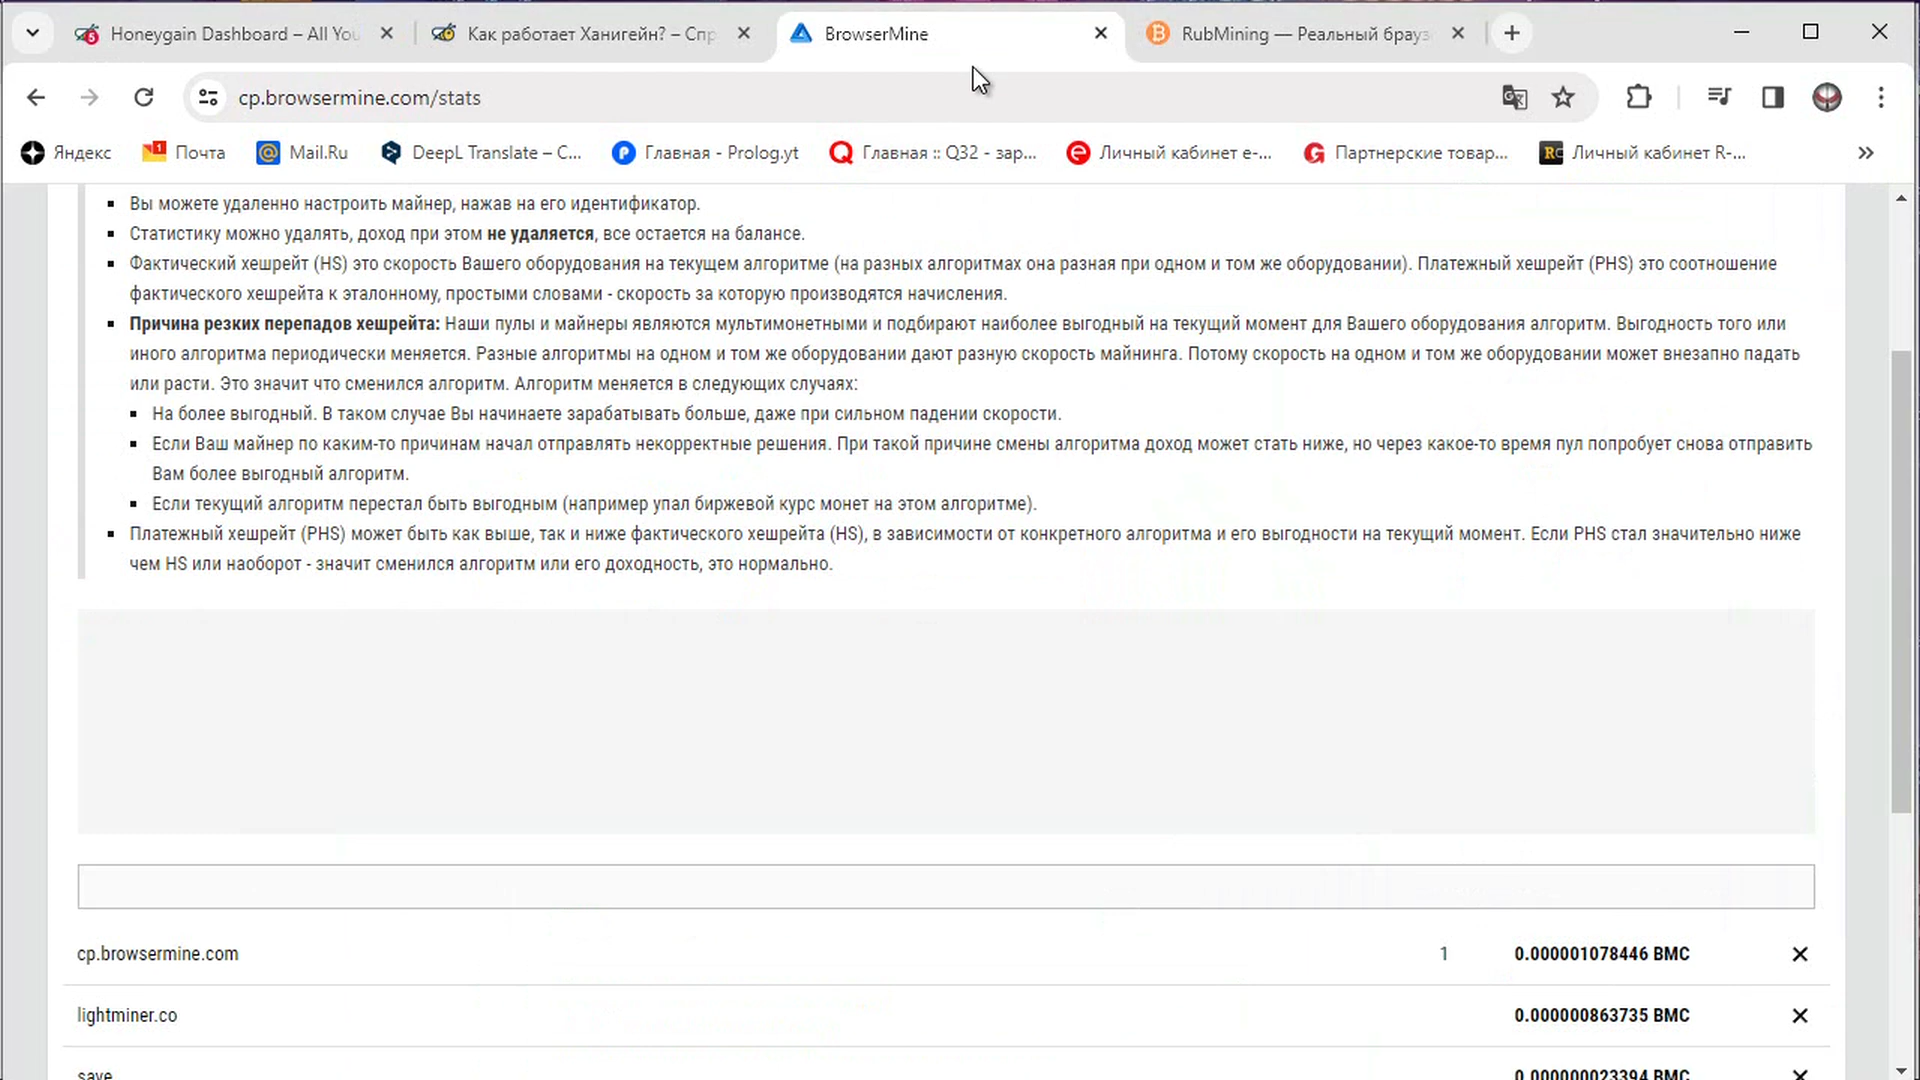 Honeygain Dashboard – All You
Как работает Ханигейн? – Спр
BrowserMine
RubMining — Реальный брауз
cp.browsermine.com/stats
Яндекс
1
Почта
Mail.Ru
DeepL Translate – C...
Главная - Prolog.yt
Главная :: Q32 - зар...
Личный кабинет e-...
Партнерские товар...
Личный кабинет R-...
Вы можете удаленно настроить майнер, нажав на его идентификатор.
Статистику можно удалять, доход при этом не удаляется, все остается на балансе.
Фактический хешрейт (HS) это скорость Вашего оборудования на текущем алгоритме (на разных алгоритмах она разная при одном и том же оборудовании). Платежный хешрейт (PHS) это соотношение
фактического хешрейта к эталонному, простыми словами - скорость за которую производятся начисления.
Причина резких перепадов хешрейта: Наши пулы и майнеры являются мультимонетными и подбирают наиболее выгодный на текущий момент для Вашего оборудования алгоритм. Выгодность того или
иного алгоритма периодически меняется. Разные алгоритмы на одном и том же оборудовании дают разную скорость майнинга. Потому скорость на одном и том же оборудовании может внезапно падать
или расти. Это значит что сменился алгоритм. Алгоритм меняется в следующих случаях:
На более выгодный. В таком случае Вы начинаете зарабатывать больше, даже при сильном падении скорости.
Если Ваш майнер по каким-то причинам начал отправлять некорректные решения. При такой причине смены алгоритма доход может стать ниже, но через какое-то время пул попробует снова отправить
Вам более выгодный алгоритм.
Если текущий алгоритм перестал быть выгодным (например упал биржевой курс монет на этом алгоритме).
Платежный хешрейт (PHS) может быть как выше, так и ниже фактического хешрейта (HS), в зависимости от конкретного алгоритма и его выгодности на текущий момент. Если PHS стал значительно ниже
чем HS или наоборот - значит сменился алгоритм или его доходность, это нормально.
cp.browsermine.com 1 0.000001078446 BMC
lightminer.co 0.000000863735 BMC
save 0.000000023394 BMC